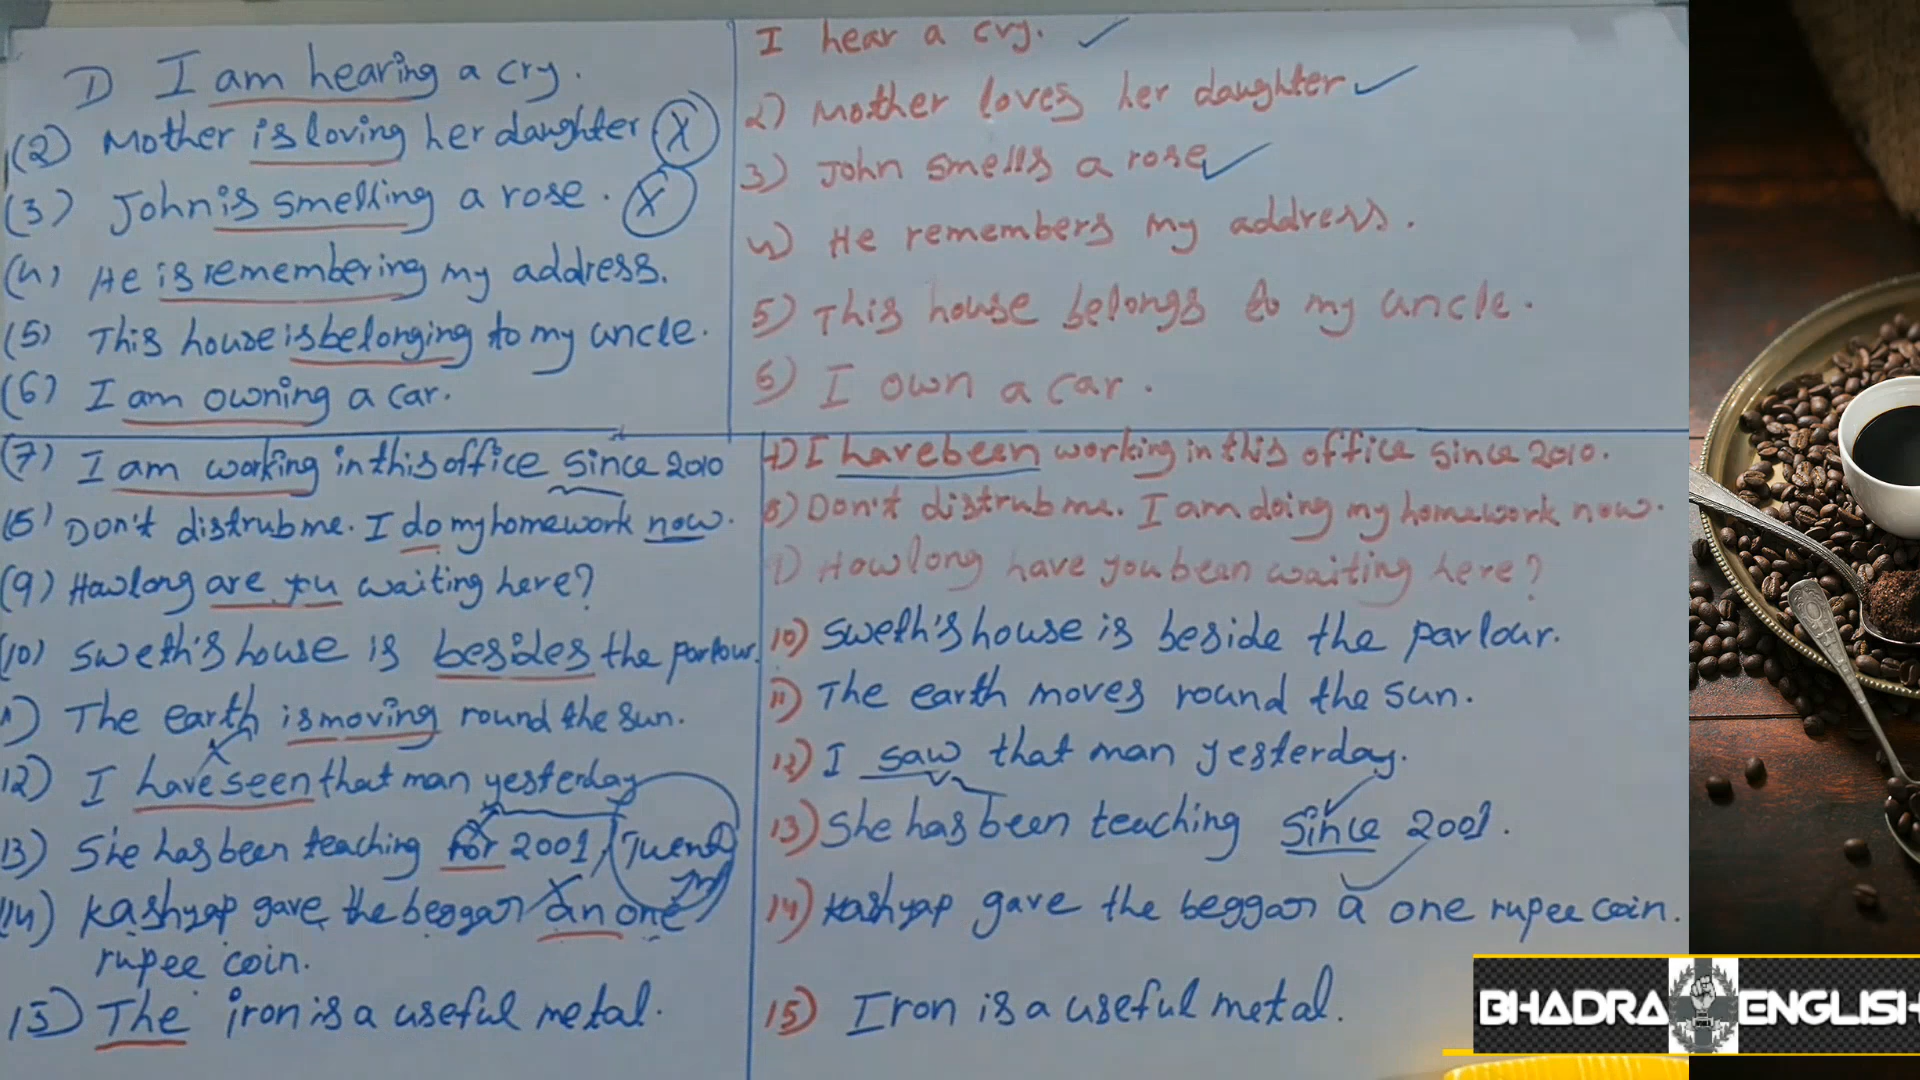 1) I am hearing a cry.
(2) Mother is loving her daughter X
(3) John is smelling a rose. X
(4) He is remembering my address.
(5) This house is belonging to my uncle.
(6) I am owning a car.
I hear a cry. ✓
2) Mother loves her daughter ✓
3) John smells a rose ✓
4) He remembers my address.
5) This house belongs to my uncle.
6) I own a car.
(7) I am working in this office since 2010
Don't distrub me. I do my homework now.
(9) How long are you waiting here?
(10) Sweth's house is besides the parlour.
The earth is moving round the sun.
12) I have seen that man yesterday
13) She has been teaching for 2001,
14) Kashyap gave the beggar an one
rupee coin.
15) The iron is a useful metal.
I have been working in this office since 2010.
8) Don't distrub me. I am doing my homework now.
How long have you been waiting here?
10) Sweth's house is beside the parlour.
11) The earth moves round the sun.
12) I saw that man yesterday.
13) She has been teaching since 2001.
14) Kashyap gave the beggar a one rupee coin.
15) Iron is a useful metal.
BHADRA ENGLISH